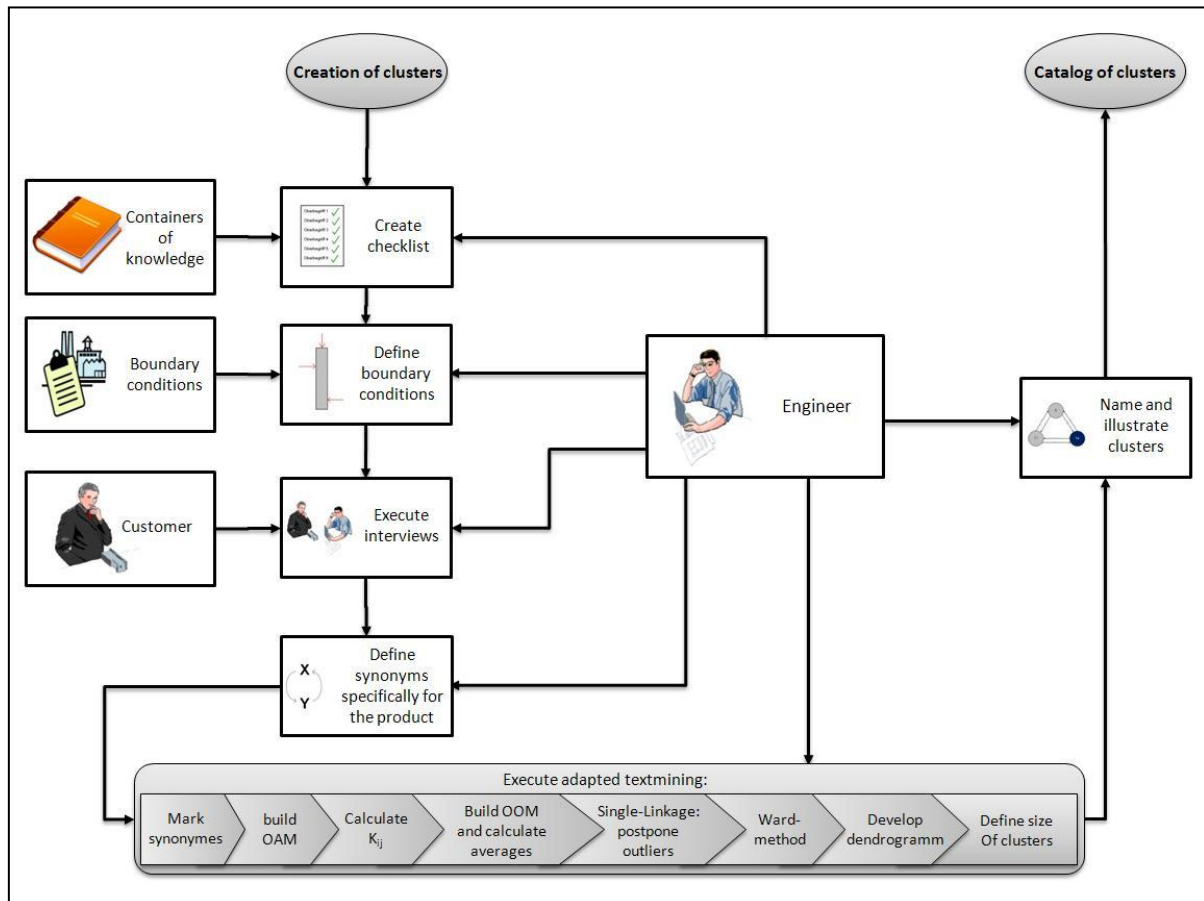 Creation of clusters
Catalog of clusters
Containers
of
knowledge
Create
checklist
Boundary
conditions
Define
boundary
conditions
Engineer
Name and
illustrate
clusters
Customer
Execute
interviews
X
Y
Define
synonyms
specifically for
the product
Execute adapted textmining:
Mark
synonymes
build
OAM
Calculate
Kij
Build OOM
and calculate
averages
Single-Linkage:
postpone
outliers
Ward-
method
Develop
dendrogramm
Define size
Of clusters